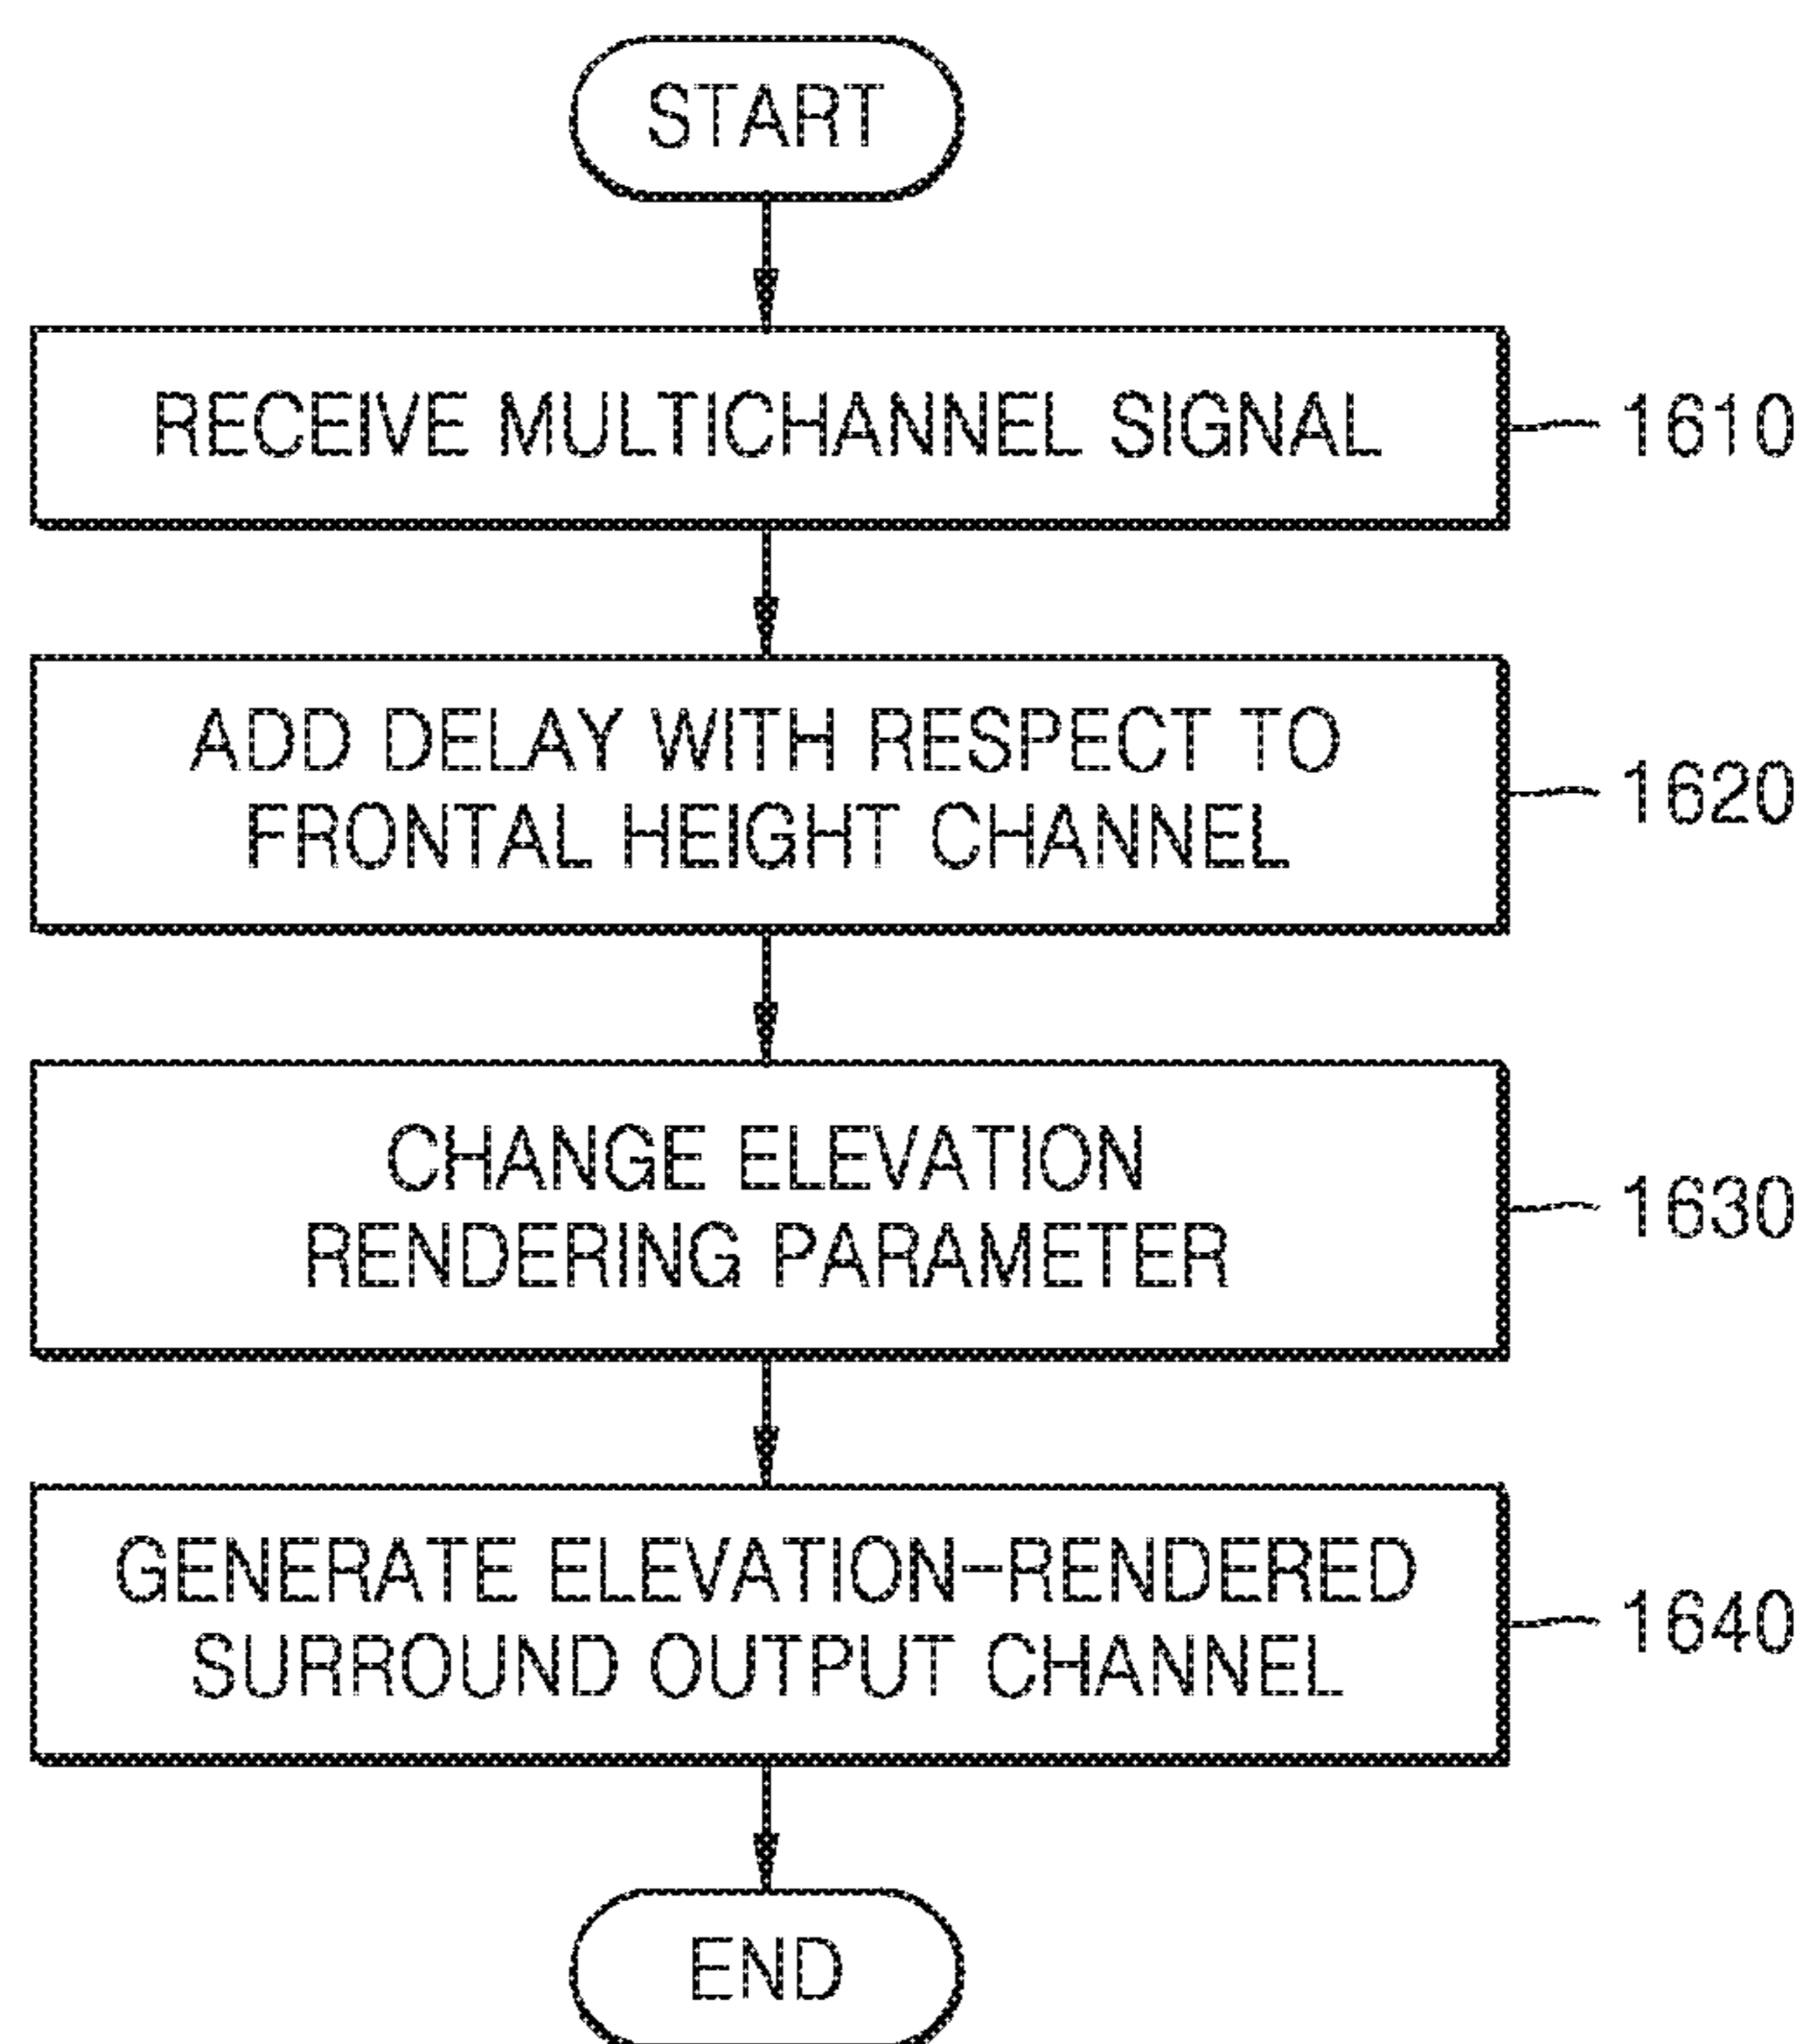 START
RECEIVE MULTICHANNEL SIGNAL
1610
ADD DELAY WITH RESPECT TO
FRONTAL HEIGHT CHANNEL
1620
CHANGE ELEVATION
RENDERING PARAMETER
1630
GENERATE ELEVATION-RENDERED
SURROUND OUTPUT CHANNEL
1640
END